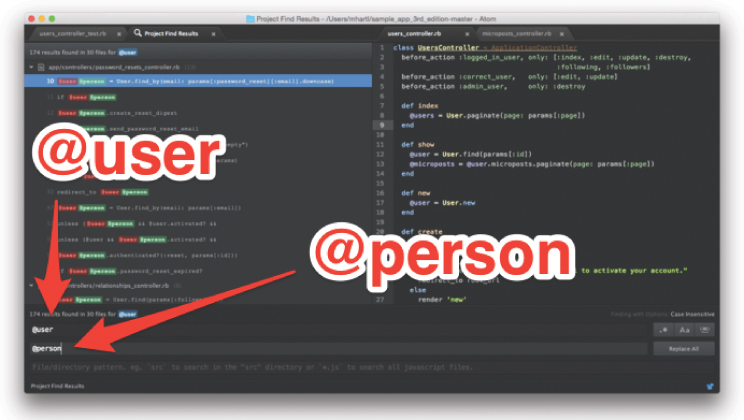 Project Find Results - /Users/mhartl/sample_app_3rd_edition-master - Atom
users_controller_test.rb
Project Find Results
users_controller.rb
microposts_controller.rb
174 results found in 30 files for @user
app/controllers/password_resets_controller.rb
10 @user @person = User.find_by(email: params[:password_reset][:email].downcase)
if @user @person
@user @person.create_reset_digest
@user @person.send_password_reset_email
redirect_to @user @person
@user @person = User.find_by(email: params[:email])
unless (@user @person && @user.activated? &&
unless (@user && @user @person.activated? &&
@user @person.authenticated?(:reset, params[:id]))
if @user @person.password_reset_expired?
controllers/relationships_controller.rb
@user @person = User.find(params[:followed
1 class UsersController < ApplicationController
2 before_action :logged_in_user, only: [:index, :edit, :update, :destroy,
3 :following, :followers]
4 before_action :correct_user, only: [:edit, :update]
5 before_action :admin_user, only: :destroy
6
7 def index
8 @users = User.paginate(page: params[:page])
9 end
10
11 def show
12 @user = User.find(params[:id])
13 @microposts = @user.microposts.paginate(page: params[:page])
14 end
15
16 def new
17 @user = User.new
18 end
19
20 def create
to activate your account."
redirect_to root_url
else
27 render 'new'
@user
@person
174 results found in 30 files for @user
Finding with Options: Case Insensitive
@user
.* Aa
@person
Replace All
File/directory pattern. eg. `src` to search in the "src" directory or `*.js` to search all javascript files.
Project Find Results